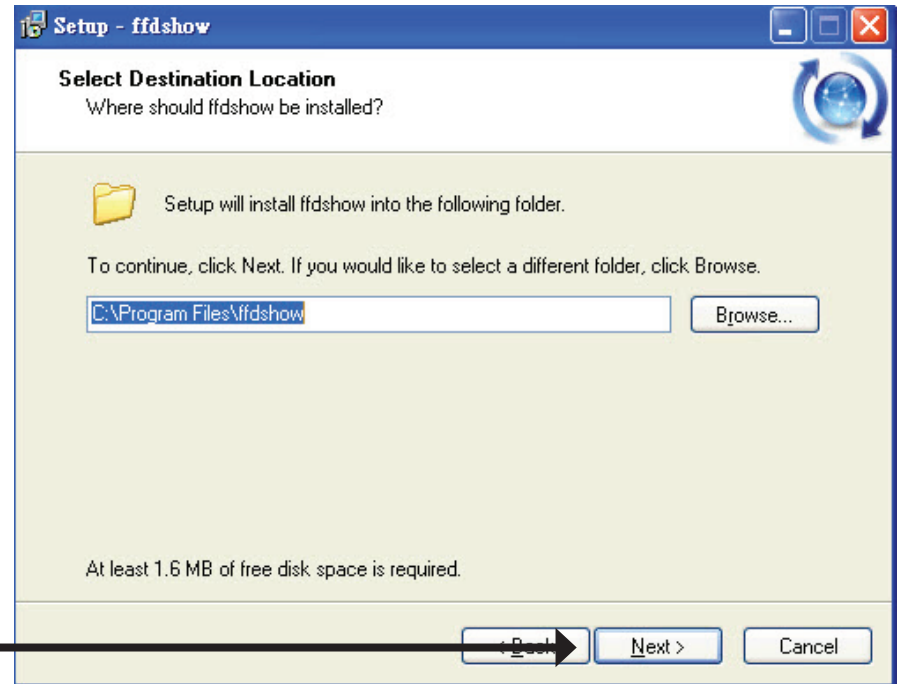 Setup - ffdshow
Select Destination Location
Where should ffdshow be installed?
Setup will install ffdshow into the following folder.
To continue, click Next. If you would like to select a different folder, click Browse.
C:\Program Files\ffdshow
Browse...
At least 1.6 MB of free disk space is required.
< Back
Next >
Cancel